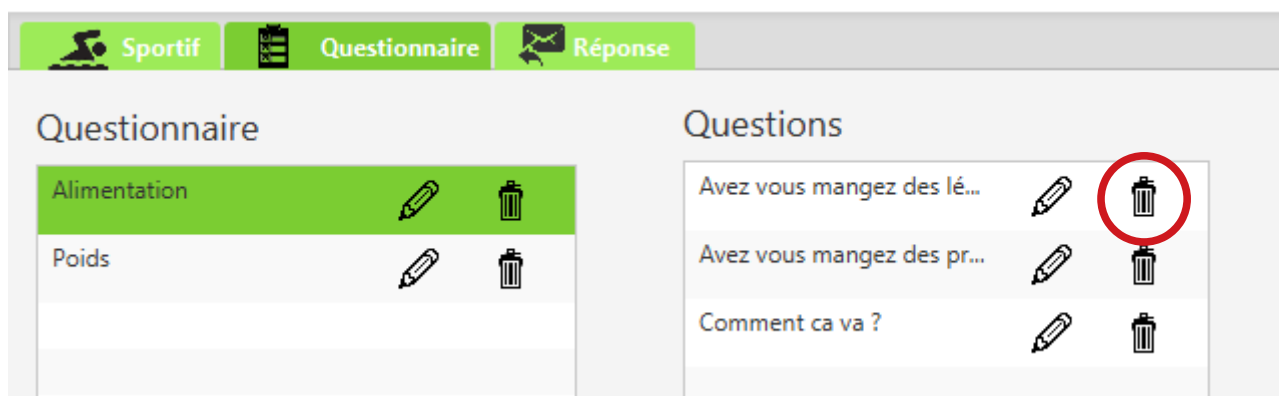 Sportif
Questionnaire
Réponse
Questionnaire
Alimentation
Poids
Questions
Avez vous mangez des lé...
Avez vous mangez des pr...
Comment ca va ?